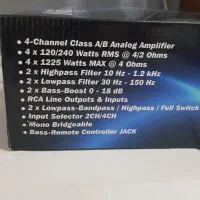 • 4-Channel Class A/B Analog Amplifier
• 4 x 120/240 Watts RMS @ 4/2 Ohms
• 4 x 1225 Watts MAX @ 4 Ohms
• 2 x Highpass Filter 10 Hz - 1.2 kHz
• 2 x Lowpass Filter 30 Hz - 150 Hz
• 2 x Bass-Boost 0 - 18 dB
• RCA Line Outputs & Inputs
• 2 x Lowpass-Bandpass / Highpass / Full Switch
• Input Selector 2CH/4CH
• Mono Bridgeable
• Bass-Remote Controller JACK